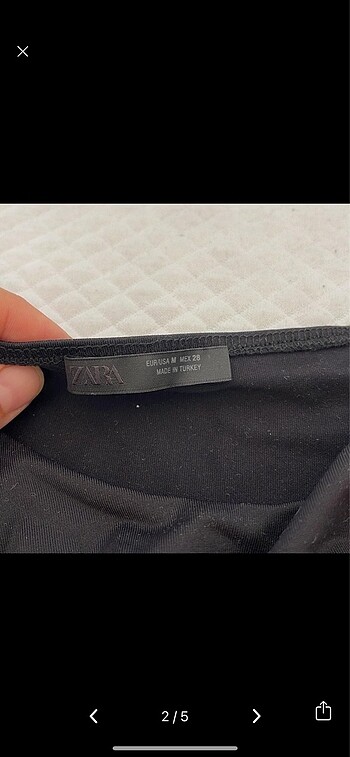 ZARA
EUR/USA M MEX 28
MADE IN TURKEY
2/5